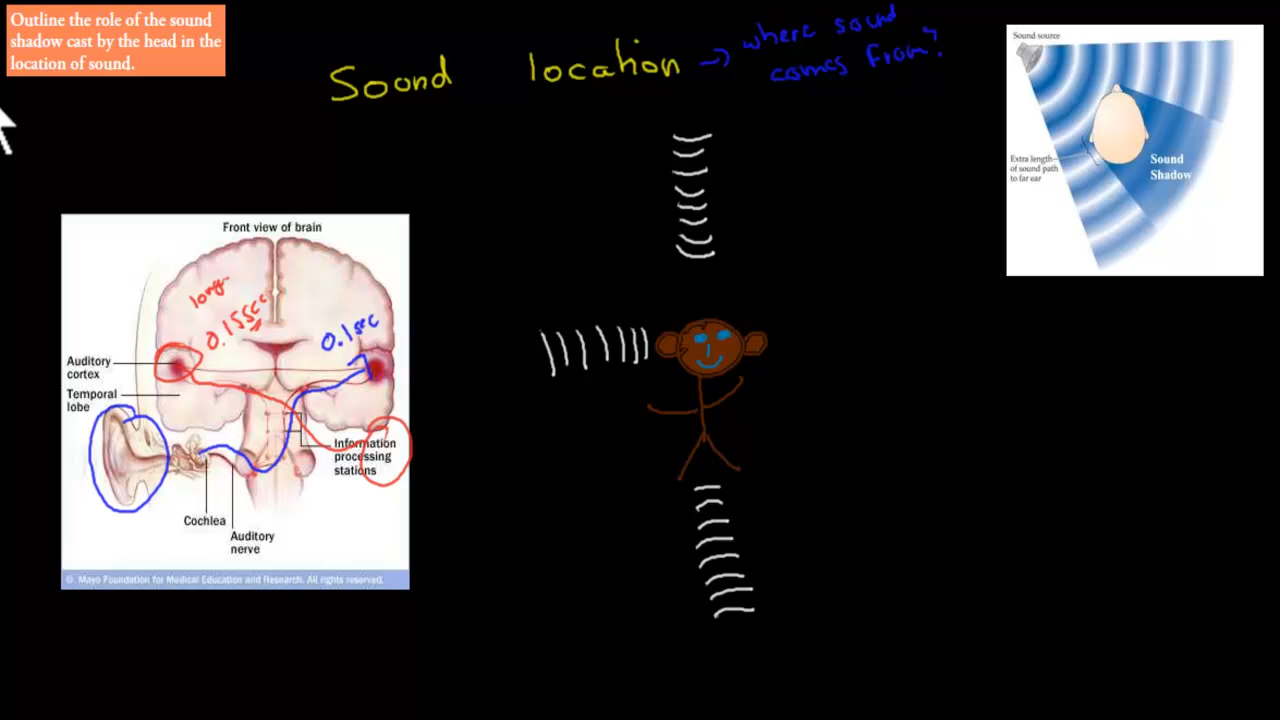 Outline the role of the sound
shadow cast by the head in the
location of sound.
Sound location → where sound
comes from?
Sound source
Extra length
of sound path
to far ear
Sound
Shadow
Front view of brain
long
0.15sec
0.1sec
Auditory
cortex
Temporal
lobe
Information
processing
stations
Cochlea
Auditory
nerve
© Mayo Foundation for Medical Education and Research. All rights reserved.